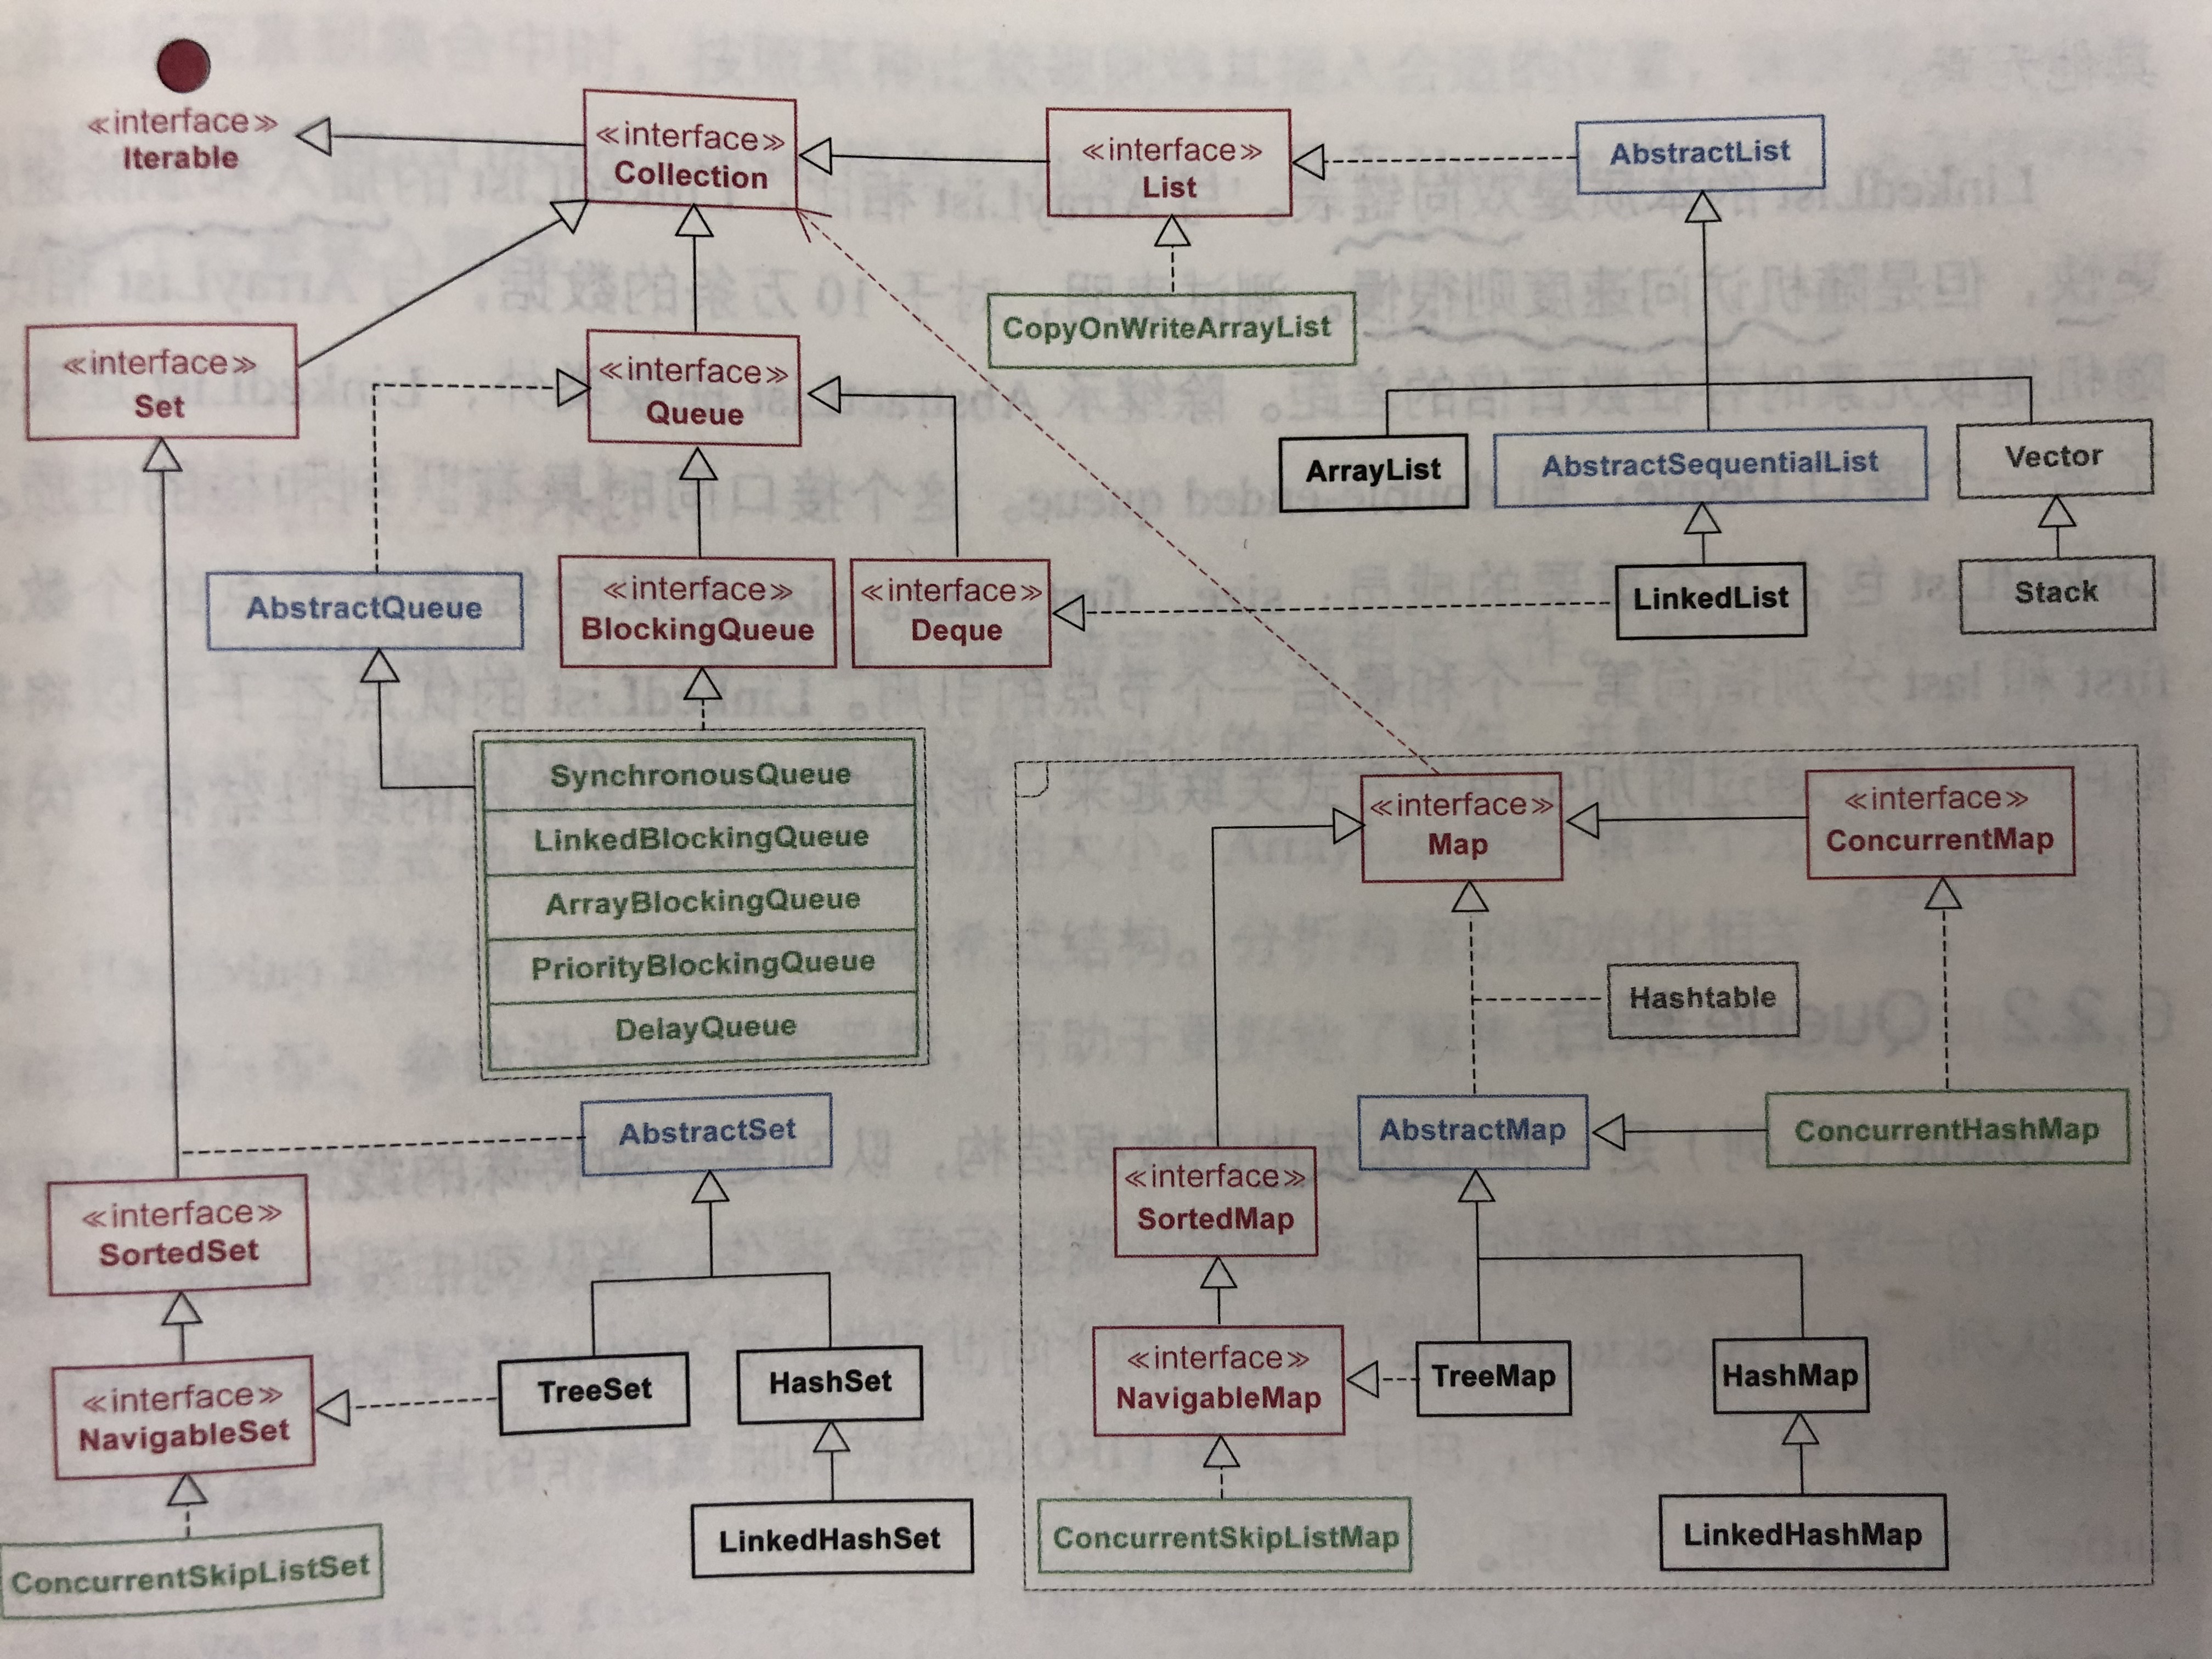 ≪interface≫
Iterable
≪interface≫
Collection
≪interface≫
List
AbstractList
CopyOnWriteArrayList
≪interface≫
Set
≪interface≫
Queue
ArrayList
AbstractSequentialList
Vector
AbstractQueue
≪interface≫
BlockingQueue
≪interface≫
Deque
LinkedList
Stack
SynchronousQueue
LinkedBlockingQueue
ArrayBlockingQueue
PriorityBlockingQueue
DelayQueue
≪interface≫
Map
≪interface≫
ConcurrentMap
Hashtable
AbstractSet
AbstractMap
ConcurrentHashMap
≪interface≫
SortedSet
≪interface≫
SortedMap
≪interface≫
NavigableSet
TreeSet
HashSet
≪interface≫
NavigableMap
TreeMap
HashMap
ConcurrentSkipListSet
LinkedHashSet
ConcurrentSkipListMap
LinkedHashMap